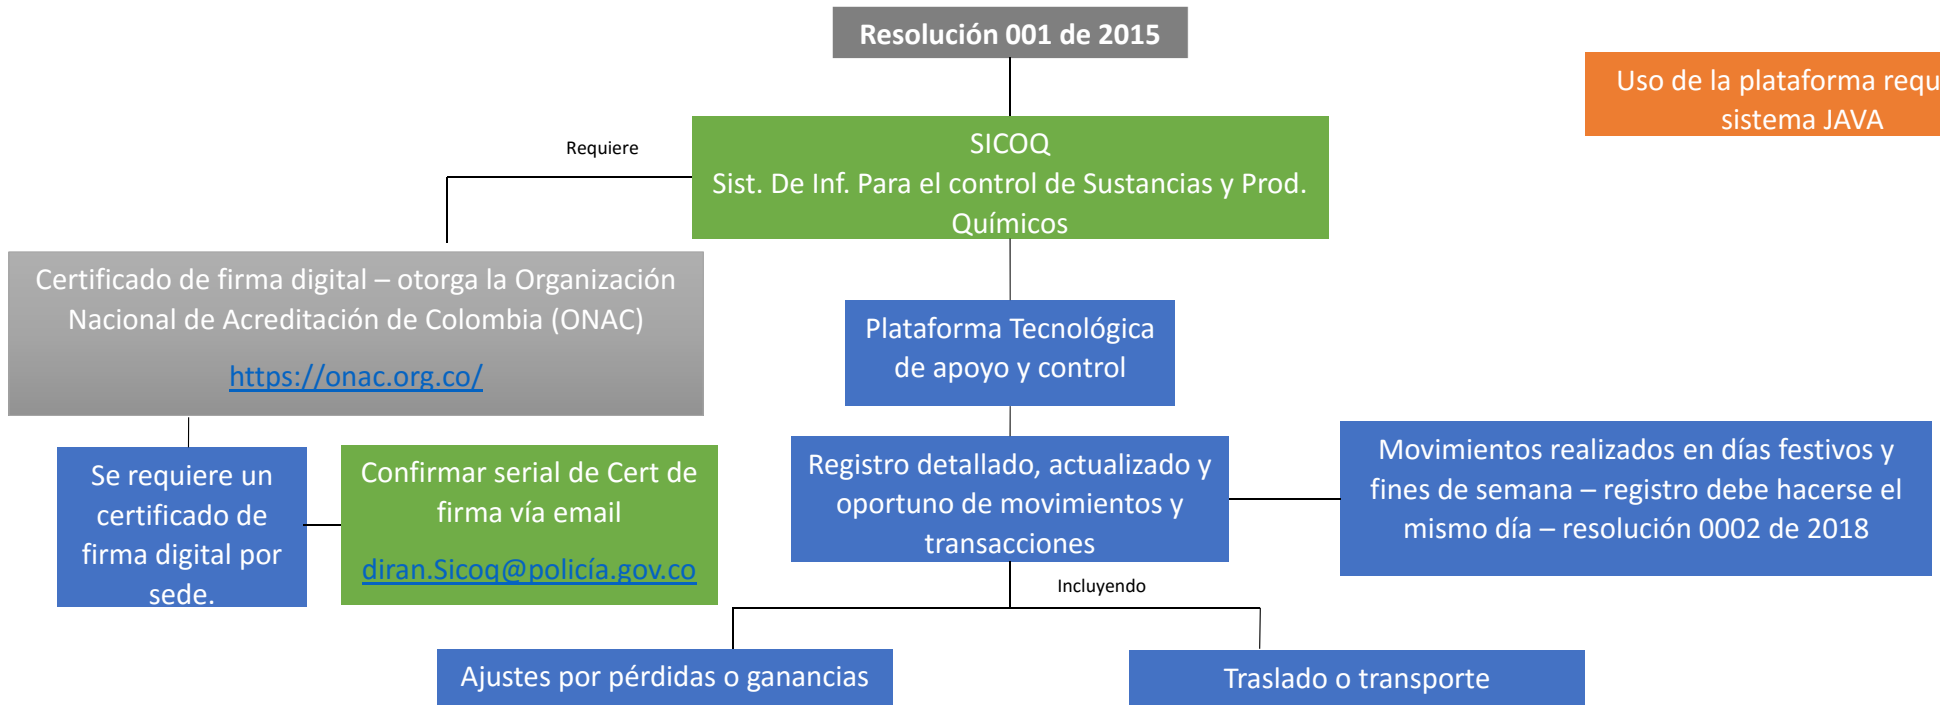 Resolución 001 de 2015
Uso de la plataforma requ
sistema JAVA
Requiere
SICOQ
Sist. De Inf. Para el control de Sustancias y Prod.
Químicos
Certificado de firma digital – otorga la Organización
Nacional de Acreditación de Colombia (ONAC)
https://onac.org.co/
Plataforma Tecnológica
de apoyo y control
Se requiere un
certificado de
firma digital por
sede.
Confirmar serial de Cert de
firma vía email
diran.Sicoq@policía.gov.co
Registro detallado, actualizado y
oportuno de movimientos y
transacciones
Movimientos realizados en días festivos y
fines de semana – registro debe hacerse el
mismo día – resolución 0002 de 2018
Incluyendo
Ajustes por pérdidas o ganancias
Traslado o transporte